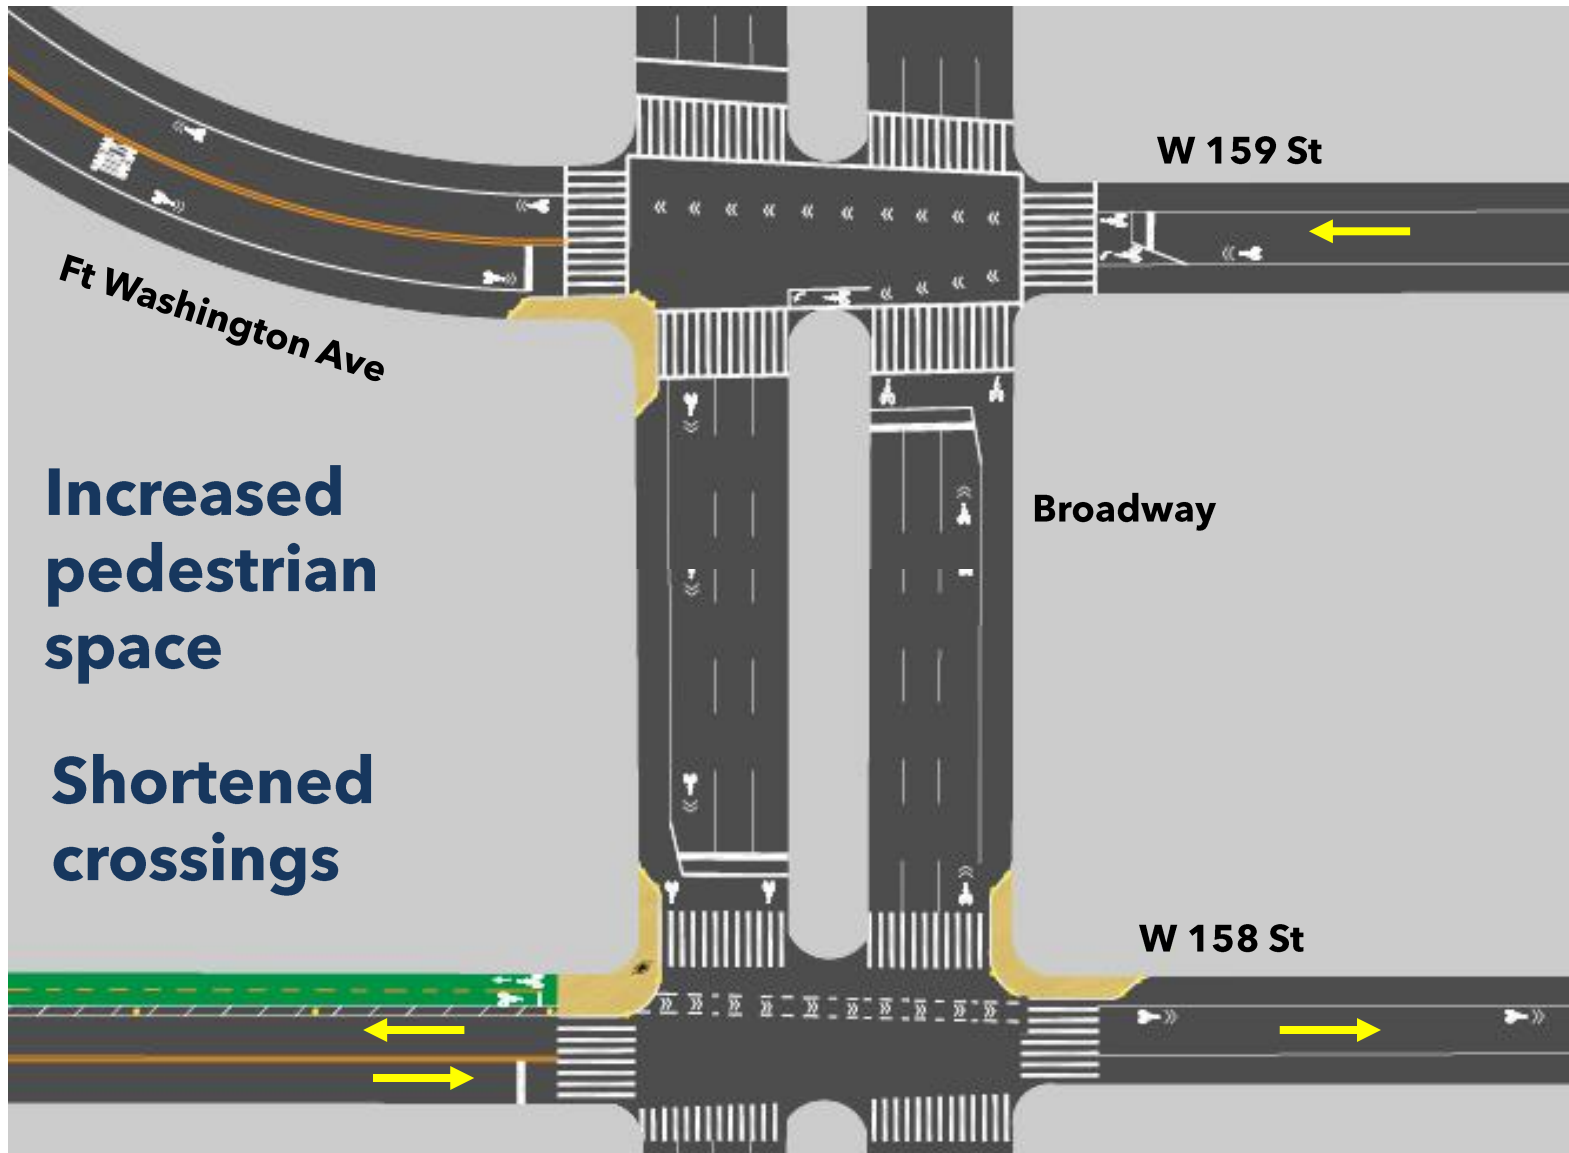 W 159 St
Ft Washington Ave
Increased
pedestrian
space
Broadway
Shortened
crossings
W 158 St